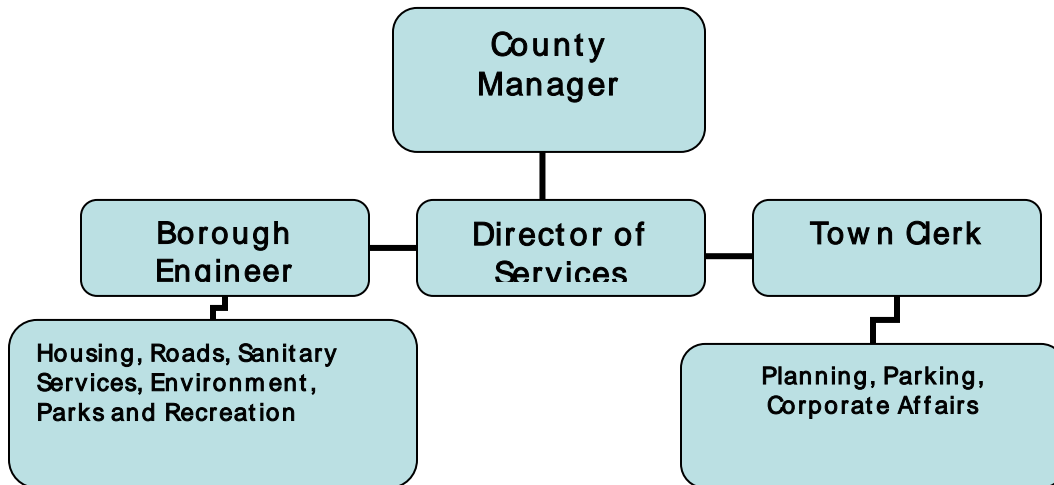 County
Manager
Borough
Engineer
Director of
Services
Town Clerk
Housing, Roads, Sanitary
Services, Environment,
Parks and Recreation
Planning, Parking,
Corporate Affairs